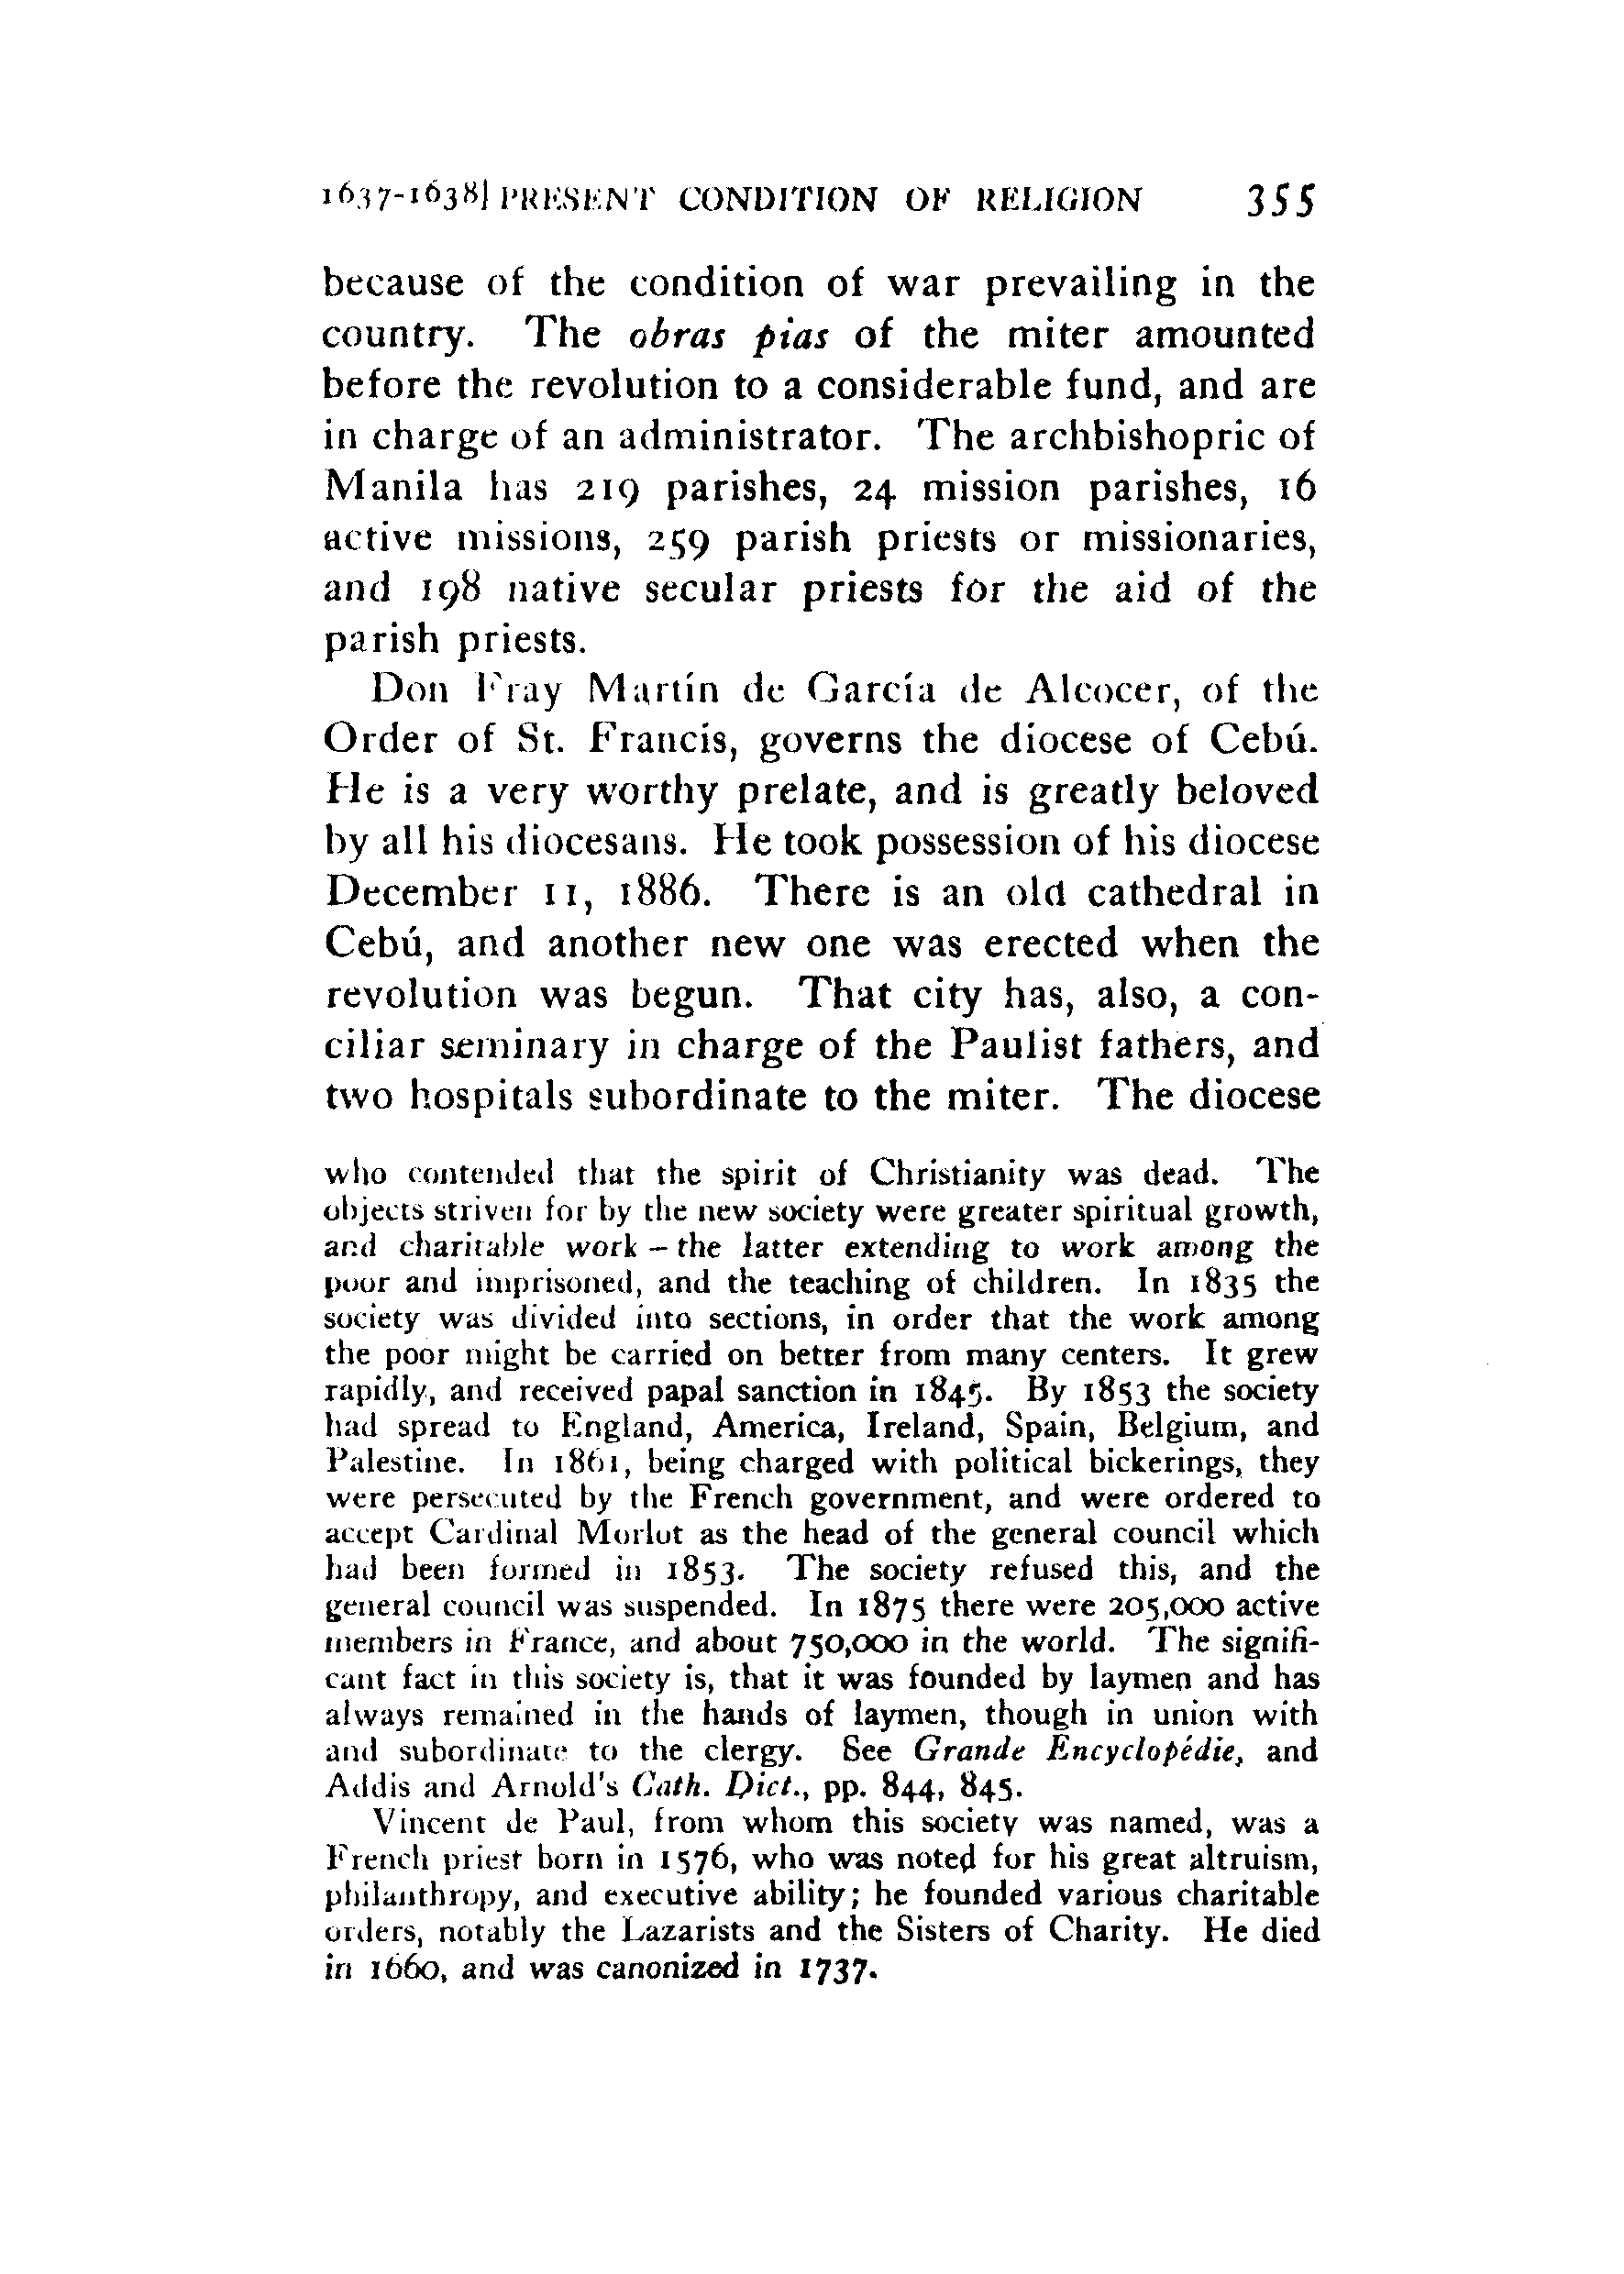 1637-1638] PRESENT CONDITION OF RELIGION 355
because of the condition of war prevailing in the
country. The obras pias of the miter amounted
before the revolution to a considerable fund, and are
in charge of an administrator. The archbishopric of
Manila has 219 parishes, 24 mission parishes, 16
active missions, 259 parish priests or missionaries,
and 198 native secular priests for the aid of the
parish priests.
Don Fray Martín de García de Alcocer, of the
Order of St. Francis, governs the diocese of Cebú.
He is a very worthy prelate, and is greatly beloved
by all his diocesans. He took possession of his diocese
December 11, 1886. There is an old cathedral in
Cebú, and another new one was erected when the
revolution was begun. That city has, also, a con-
ciliar seminary in charge of the Paulist fathers, and
two hospitals subordinate to the miter. The diocese
who contended that the spirit of Christianity was dead. The
objects striven for by the new society were greater spiritual growth,
and charitable work – the latter extending to work among the
poor and imprisoned, and the teaching of children. In 1835 the
society was divided into sections, in order that the work among
the poor might be carried on better from many centers. It grew
rapidly, and received papal sanction in 1845. By 1853 the society
had spread to England, America, Ireland, Spain, Belgium, and
Palestine. In 1861, being charged with political bickerings, they
were persecuted by the French government, and were ordered to
accept Cardinal Morlot as the head of the general council which
had been formed in 1853. The society refused this, and the
general council was suspended. In 1875 there were 205,000 active
members in France, and about 750,000 in the world. The signifi-
cant fact in this society is, that it was founded by laymen and has
always remained in the hands of laymen, though in union with
and subordinate to the clergy. See Grande Encyclopédie, and
Addis and Arnold's Cath. Dict., pp. 844, 845.
Vincent de Paul, from whom this society was named, was a
French priest born in 1576, who was noted for his great altruism,
philanthropy, and executive ability; he founded various charitable
orders, notably the Lazarists and the Sisters of Charity. He died
in 1660, and was canonized in 1737.